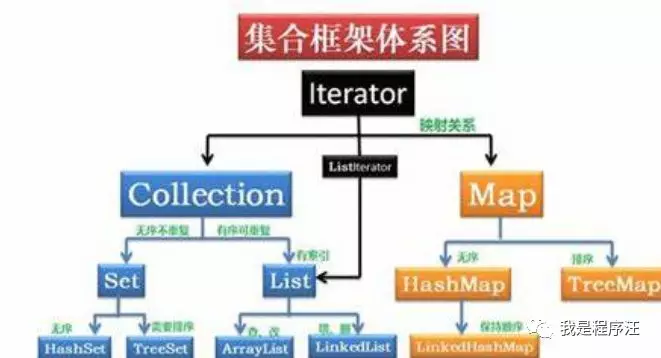 集合框架体系图
Iterator
映射关系
ListIterator
Collection
Map
无序不重复
有序可重复
有索引
无序
排序
Set
List
HashMap
TreeMap
无序
需要排序
查、改
增、删
保持顺序
HashSet
TreeSet
ArrayList
LinkedList
LinkedHashMap
我是程序汪